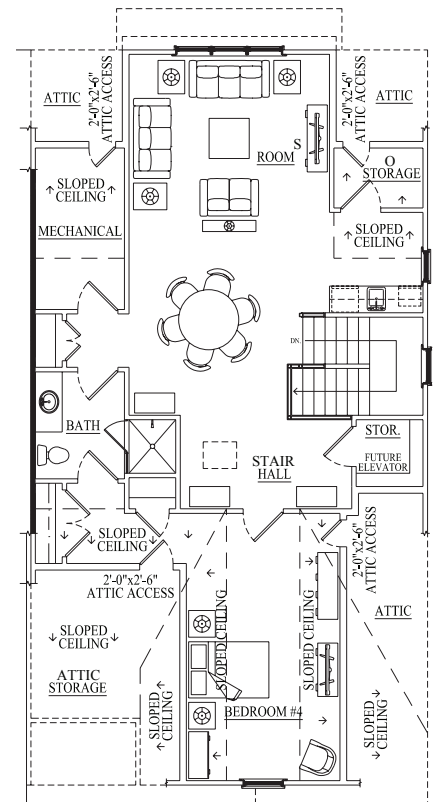 2'-0"x2'-6"
ATTIC ACCESS
ATTIC
2'-0"x2'-6"
ATTIC ACCESS
ATTIC
S
ROOM
O
STORAGE
SLOPED
CEILING
MECHANICAL
SLOPED
CEILING
DN.
BATH
STOR.
FUTURE
ELEVATOR
STAIR
HALL
SLOPED
CEILING
2'-0"x2'-6"
ATTIC ACCESS
2'-0"x2'-6"
ATTIC ACCESS
ATTIC
SLOPED
CEILING
ATTIC
STORAGE
SLOPED CEILING
SLOPED CEILING
SLOPED
CEILING
BEDROOM #4
SLOPED
CEILING